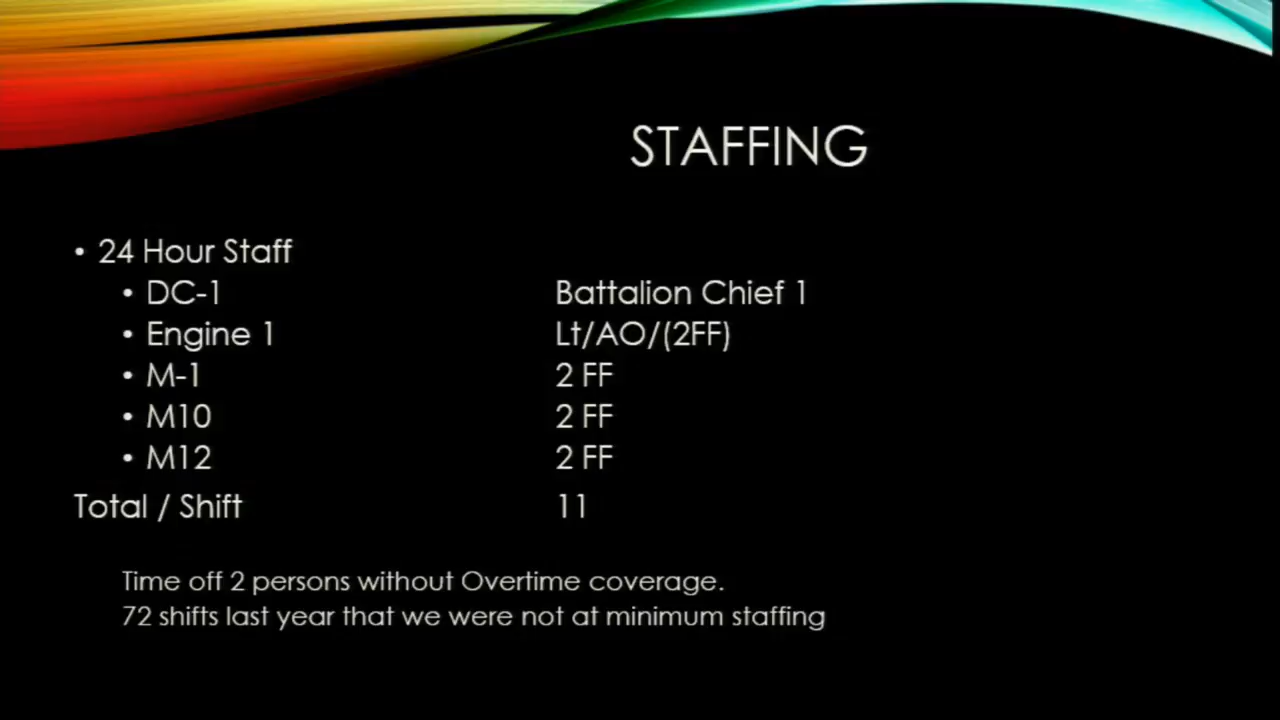 STAFFING
• 24 Hour Staff
• DC-1 Battalion Chief 1
• Engine 1 Lt/AO/(2FF)
• M-1 2 FF
• M10 2 FF
• M12 2 FF
Total / Shift 11
Time off 2 persons without Overtime coverage.
72 shifts last year that we were not at minimum staffing